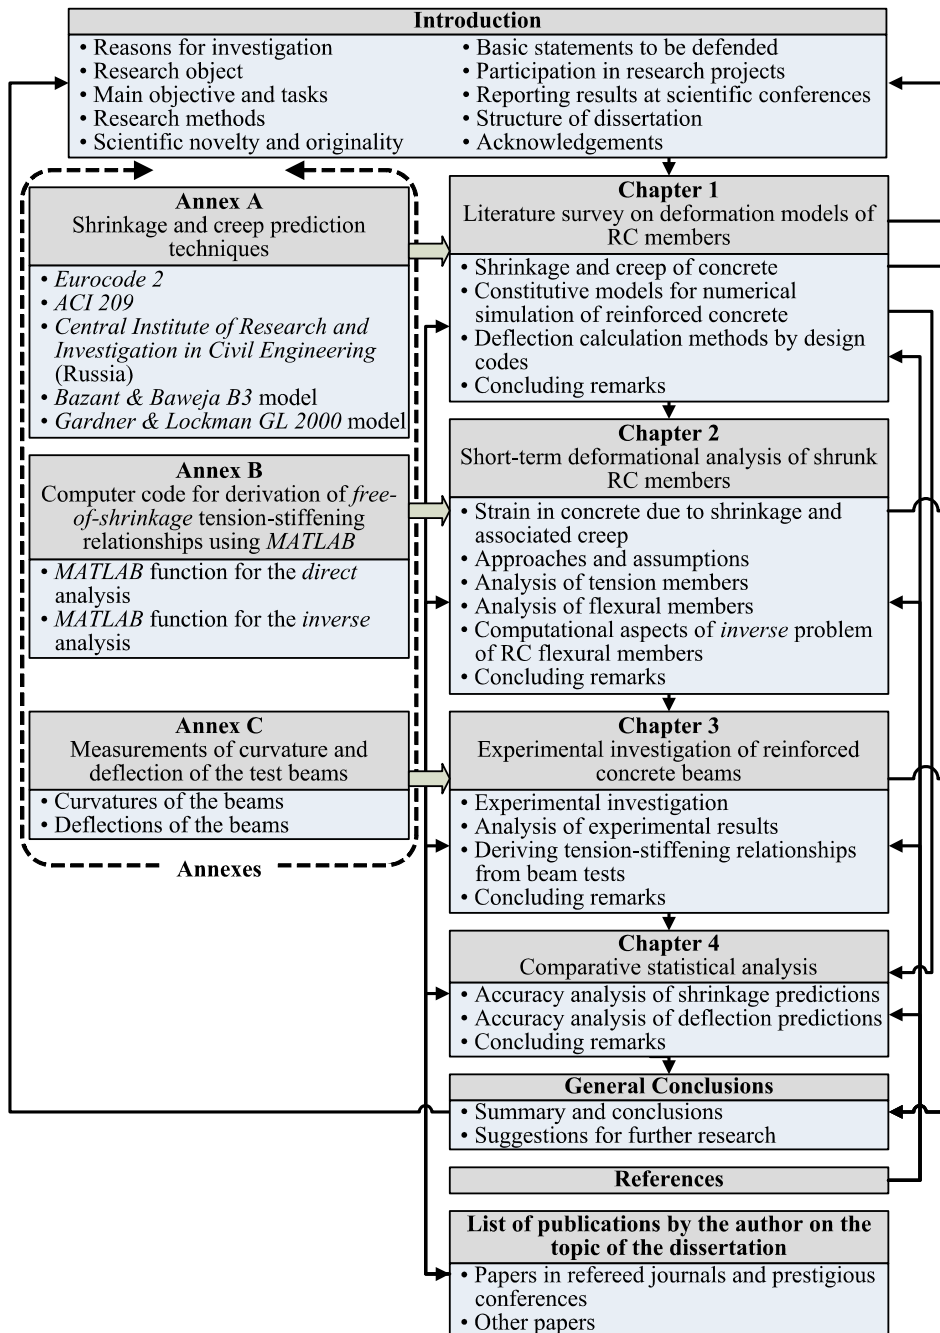 Introduction
• Reasons for investigation
• Research object
• Main objective and tasks
• Research methods
• Scientific novelty and originality
• Basic statements to be defended
• Participation in research projects
• Reporting results at scientific conferences
• Structure of dissertation
• Acknowledgements
Annex A
Shrinkage and creep prediction
techniques
• Eurocode 2
• ACI 209
• Central Institute of Research and
Investigation in Civil Engineering
(Russia)
• Bazant & Baweja B3 model
• Gardner & Lockman GL 2000 model
Annex B
Computer code for derivation of free-
of-shrinkage tension-stiffening
relationships using MATLAB
• MATLAB function for the direct
analysis
• MATLAB function for the inverse
analysis
Annex C
Measurements of curvature and
deflection of the test beams
• Curvatures of the beams
• Deflections of the beams
Annexes
Chapter 1
Literature survey on deformation models of
RC members
• Shrinkage and creep of concrete
• Constitutive models for numerical
simulation of reinforced concrete
• Deflection calculation methods by design
codes
• Concluding remarks
Chapter 2
Short-term deformational analysis of shrunk
RC members
• Strain in concrete due to shrinkage and
associated creep
• Approaches and assumptions
• Analysis of tension members
• Analysis of flexural members
• Computational aspects of inverse problem
of RC flexural members
• Concluding remarks
Chapter 3
Experimental investigation of reinforced
concrete beams
• Experimental investigation
• Analysis of experimental results
• Deriving tension-stiffening relationships
from beam tests
• Concluding remarks
Chapter 4
Comparative statistical analysis
• Accuracy analysis of shrinkage predictions
• Accuracy analysis of deflection predictions
• Concluding remarks
General Conclusions
• Summary and conclusions
• Suggestions for further research
References
List of publications by the author on the
topic of the dissertation
• Papers in refereed journals and prestigious
conferences
• Other papers